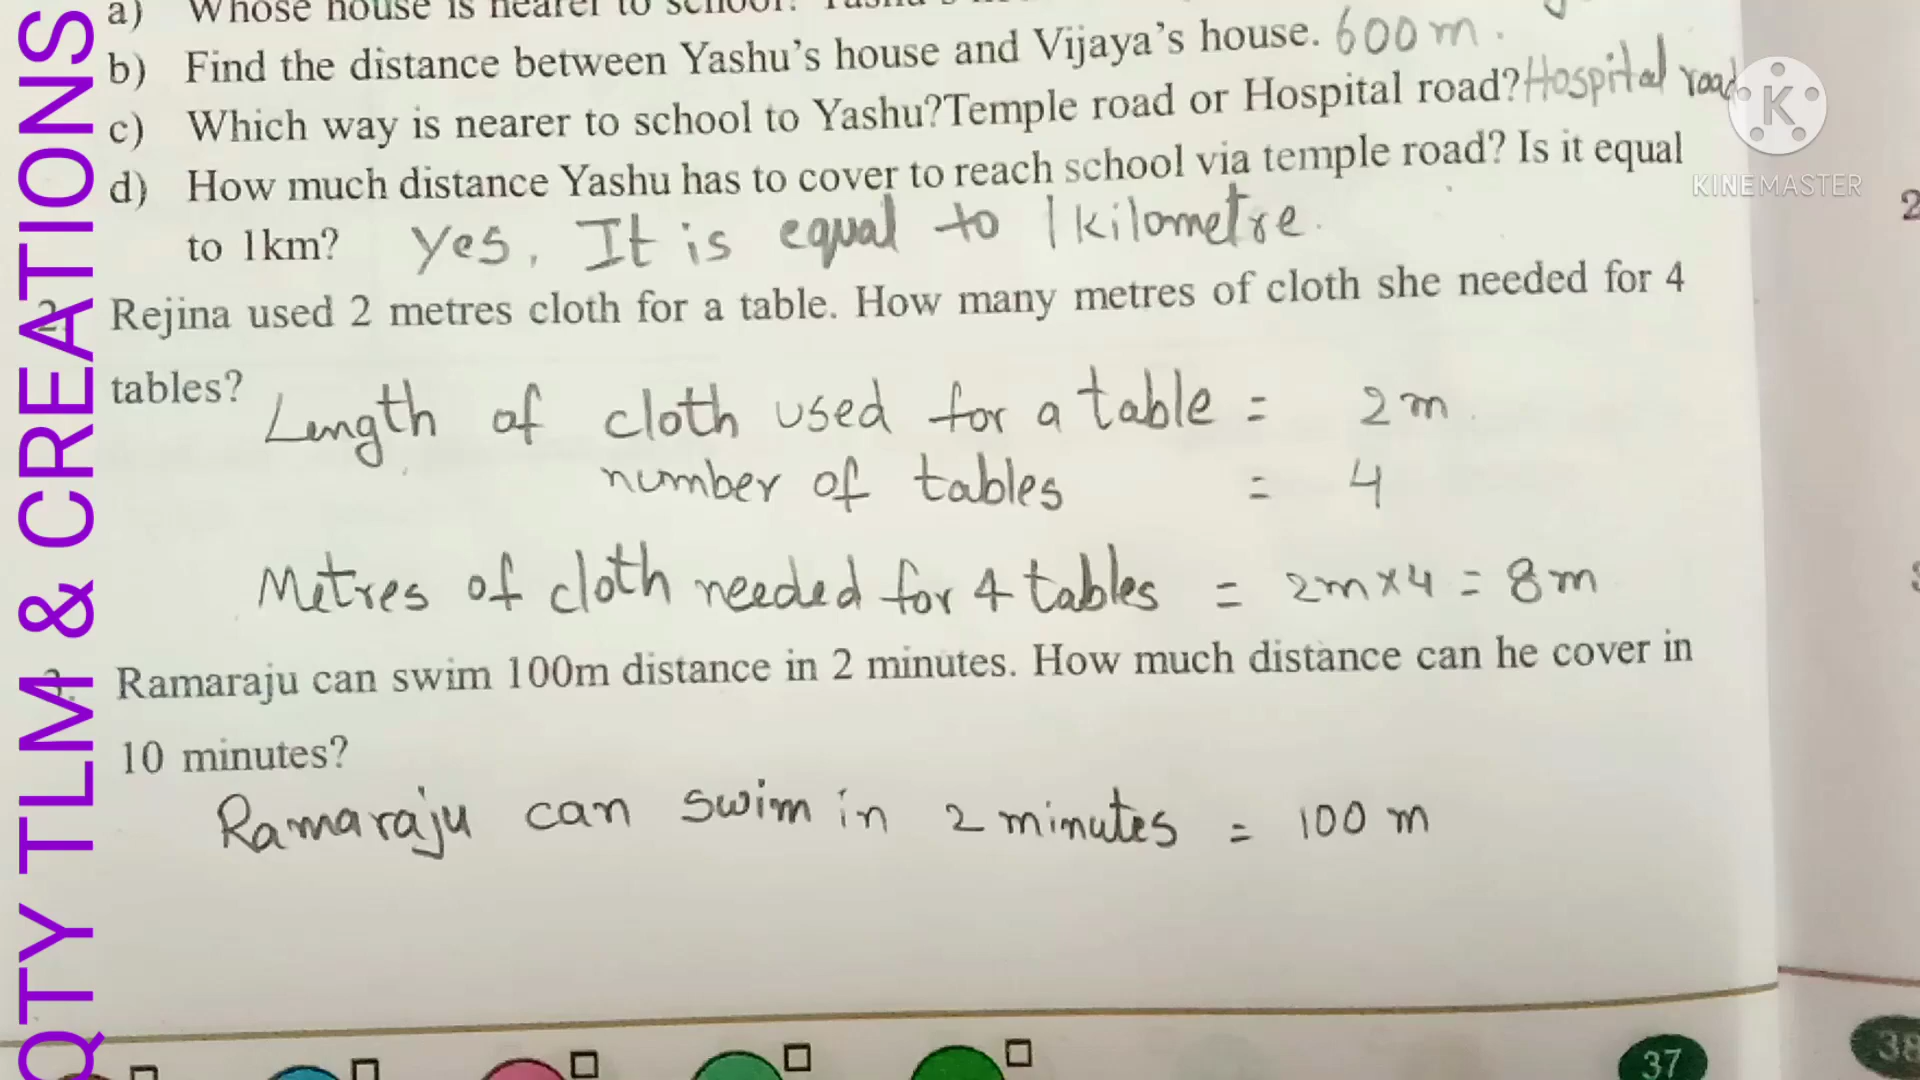 a) Whose house is nearer to school?
b) Find the distance between Yashu's house and Vijaya's house. 600 m.
c) Which way is nearer to school to Yashu?Temple road or Hospital road? Hospital road
d) How much distance Yashu has to cover to reach school via temple road? Is it equal
to 1km? Yes, It is equal to 1 kilometre.
2. Rejina used 2 metres cloth for a table. How many metres of cloth she needed for 4
tables?
Length of cloth used for a table = 2m
number of tables = 4
Metres of cloth needed for 4 tables = 2m×4 = 8m
3. Ramaraju can swim 100m distance in 2 minutes. How much distance can he cover in
10 minutes?
Ramaraju can swim in 2 minutes = 100 m
37
38
2
QTY TLM & CREATIONS
K
KINEMASTER